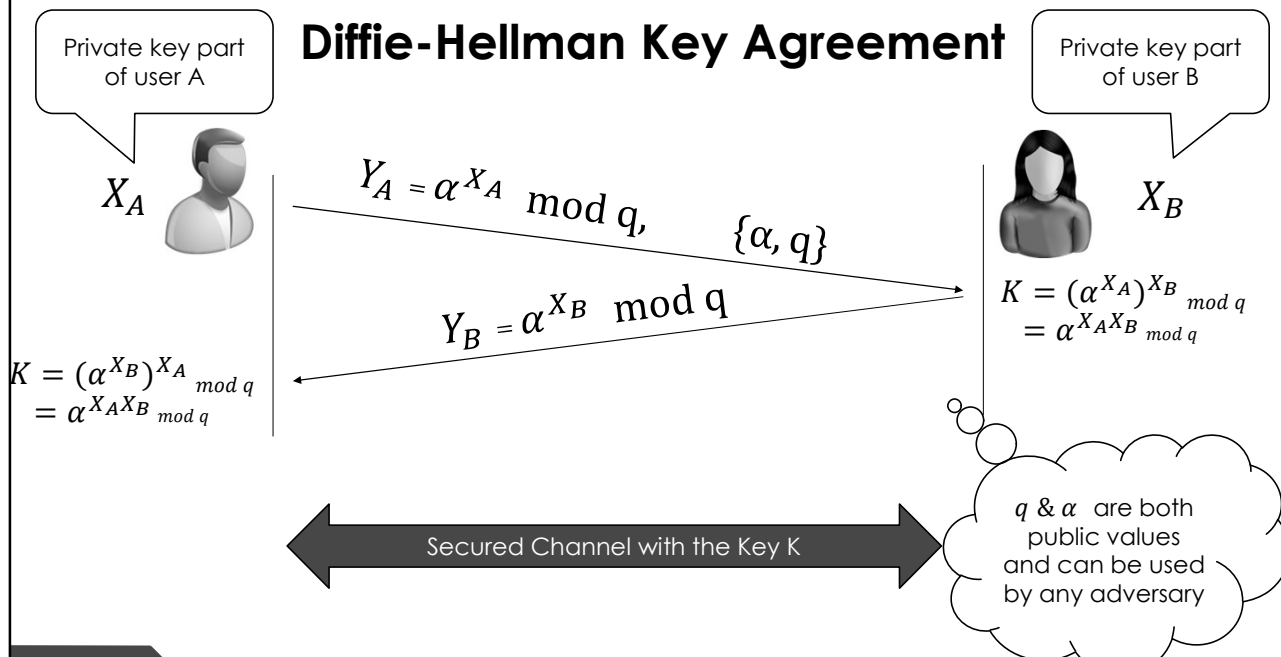 Diffie-Hellman Key Agreement
Private key part
of user A
Private key part
of user B
X_A
X_B
Y_A = α^{X_A} mod q, {α, q}
Y_B = α^{X_B} mod q
K = (α^{X_A})^{X_B} mod q
= α^{X_A X_B} mod q
K = (α^{X_B})^{X_A} mod q
= α^{X_A X_B} mod q
Secured Channel with the Key K
q & α are both
public values
and can be used
by any adversary